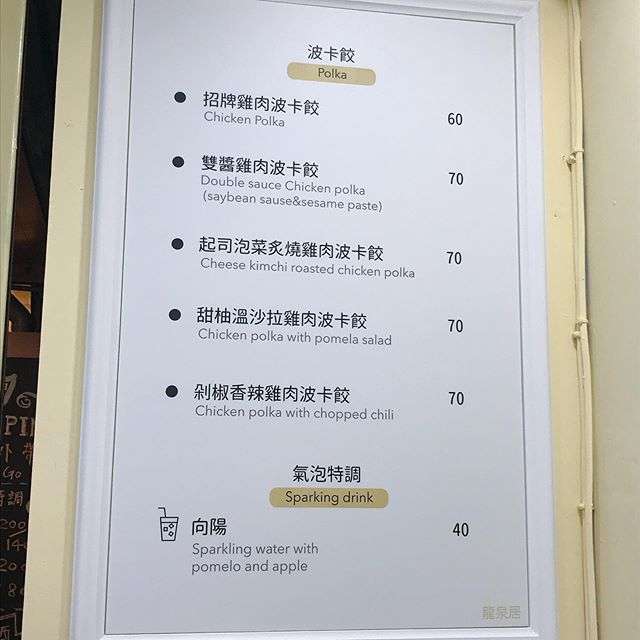 波卡餃
Polka
招牌雞肉波卡餃
Chicken Polka
60
雙醬雞肉波卡餃
Double sauce Chicken polka
(saybean sause&sesame paste)
70
起司泡菜炙燒雞肉波卡餃
Cheese kimchi roasted chicken polka
70
甜柚溫沙拉雞肉波卡餃
Chicken polka with pomela salad
70
剁椒香辣雞肉波卡餃
Chicken polka with chopped chili
70
氣泡特調
Sparking drink
向陽
Sparkling water with
pomelo and apple
40
龍泉居